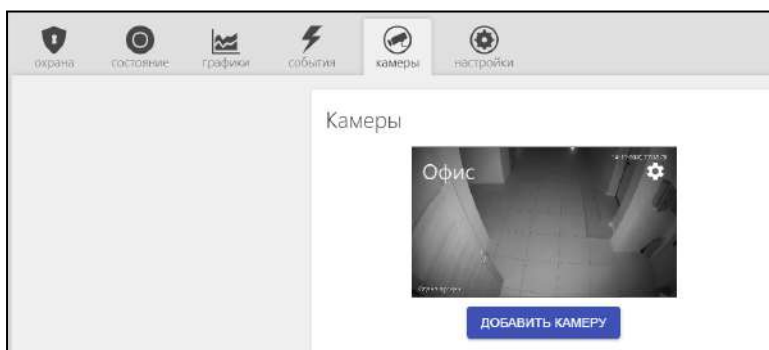 охрана состояние графики события камеры настройки
Камеры
Офис
ДОБАВИТЬ КАМЕРУ